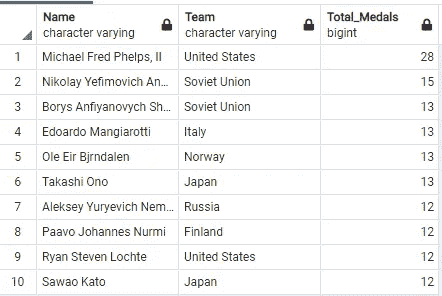 Name Team Total_Medals
character varying character varying bigint
1 Michael Fred Phelps, II United States 28
2 Nikolay Yefimovich An... Soviet Union 15
3 Borys Anfiyanovych Sh... Soviet Union 13
4 Edoardo Mangiarotti Italy 13
5 Ole Eir Bjrndalen Norway 13
6 Takashi Ono Japan 13
7 Aleksey Yuryevich Nem... Russia 12
8 Paavo Johannes Nurmi Finland 12
9 Ryan Steven Lochte United States 12
10 Sawao Kato Japan 12